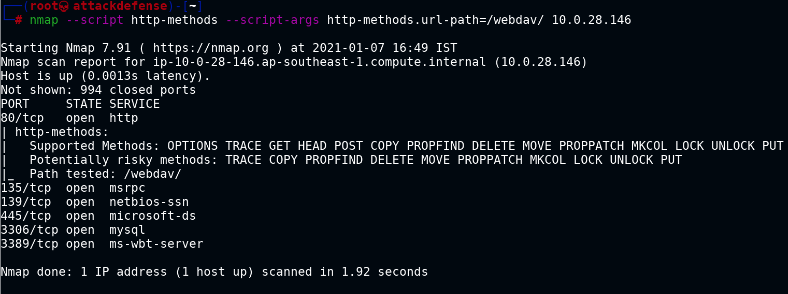 ┌──(root💀attackdefense)-[~]
└─# nmap --script http-methods --script-args http-methods.url-path=/webdav/ 10.0.28.146
Starting Nmap 7.91 ( https://nmap.org ) at 2021-01-07 16:49 IST
Nmap scan report for ip-10-0-28-146.ap-southeast-1.compute.internal (10.0.28.146)
Host is up (0.0013s latency).
Not shown: 994 closed ports
PORT     STATE SERVICE
80/tcp   open  http
| http-methods:
|   Supported Methods: OPTIONS TRACE GET HEAD POST COPY PROPFIND DELETE MOVE PROPPATCH MKCOL LOCK UNLOCK PUT
|   Potentially risky methods: TRACE COPY PROPFIND DELETE MOVE PROPPATCH MKCOL LOCK UNLOCK PUT
|_  Path tested: /webdav/
135/tcp  open  msrpc
139/tcp  open  netbios-ssn
445/tcp  open  microsoft-ds
3306/tcp open  mysql
3389/tcp open  ms-wbt-server
Nmap done: 1 IP address (1 host up) scanned in 1.92 seconds